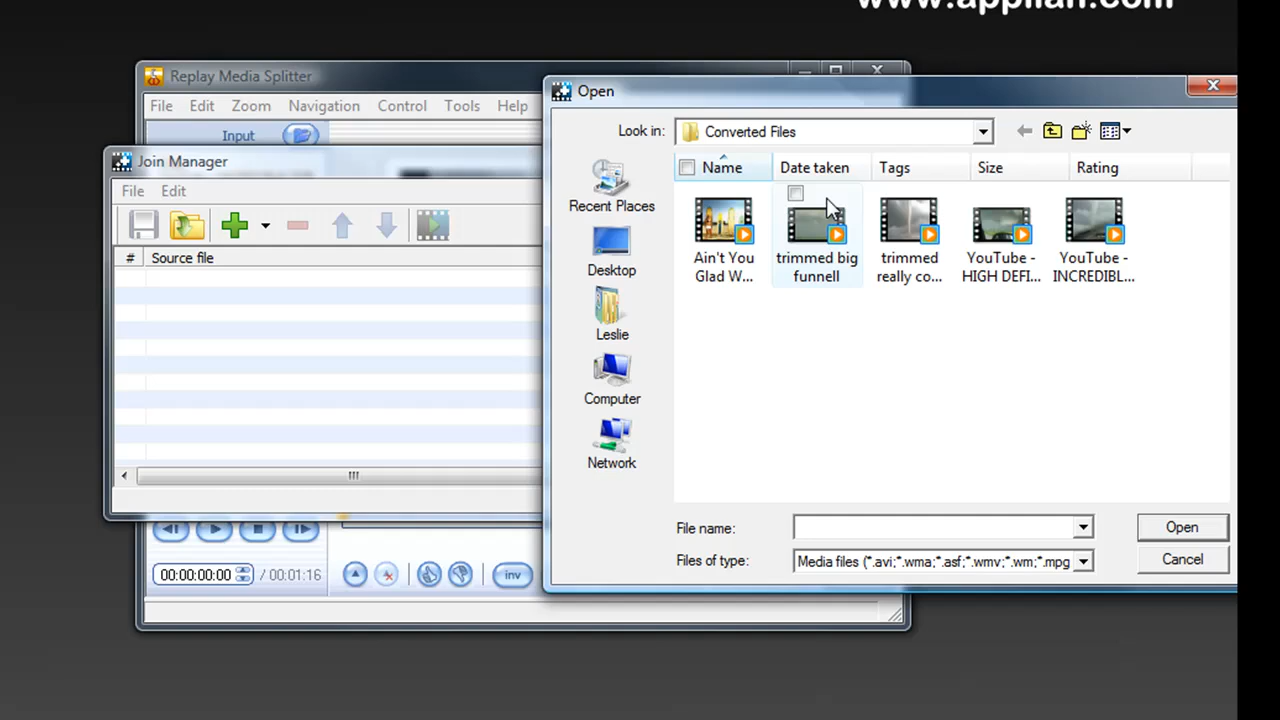 www.applian.com
Replay Media Splitter
File Edit Zoom Navigation Control Tools Help
Input
Join Manager
File Edit
# Source file
00:00:00:00 / 00:01:16
inv
Open
Look in: Converted Files
Name Date taken Tags Size Rating
Recent Places
Desktop
Leslie
Computer
Network
Ain't You
Glad W...
trimmed big
funnell
trimmed
really co...
YouTube -
HIGH DEFI...
YouTube -
INCREDIBL...
File name:
Open
Files of type: Media files (*.avi;*.wma;*.asf;*.wmv;*.wm;*.mpg
Cancel